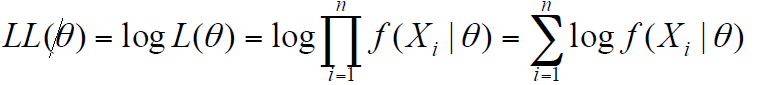 LL(θ) = log L(θ) = log ∏_{i=1}^{n} f(X_i | θ) = ∑_{i=1}^{n} log f(X_i | θ)